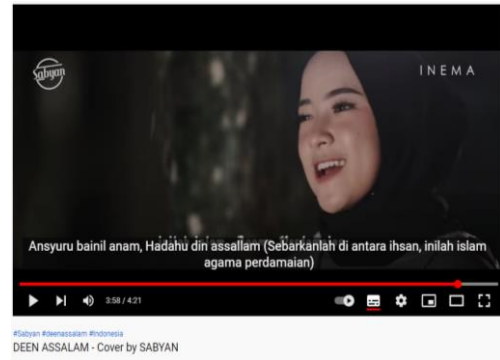 Sabyan
INEMA
Ansyuru bainil anam, Hadahu din assallam (Sebarkanlah di antara ihsan, inilah islam
agama perdamaian)
3:58 / 4:21
#Sabyan #deenassalam #Indonesia
DEEN ASSALAM - Cover by SABYAN